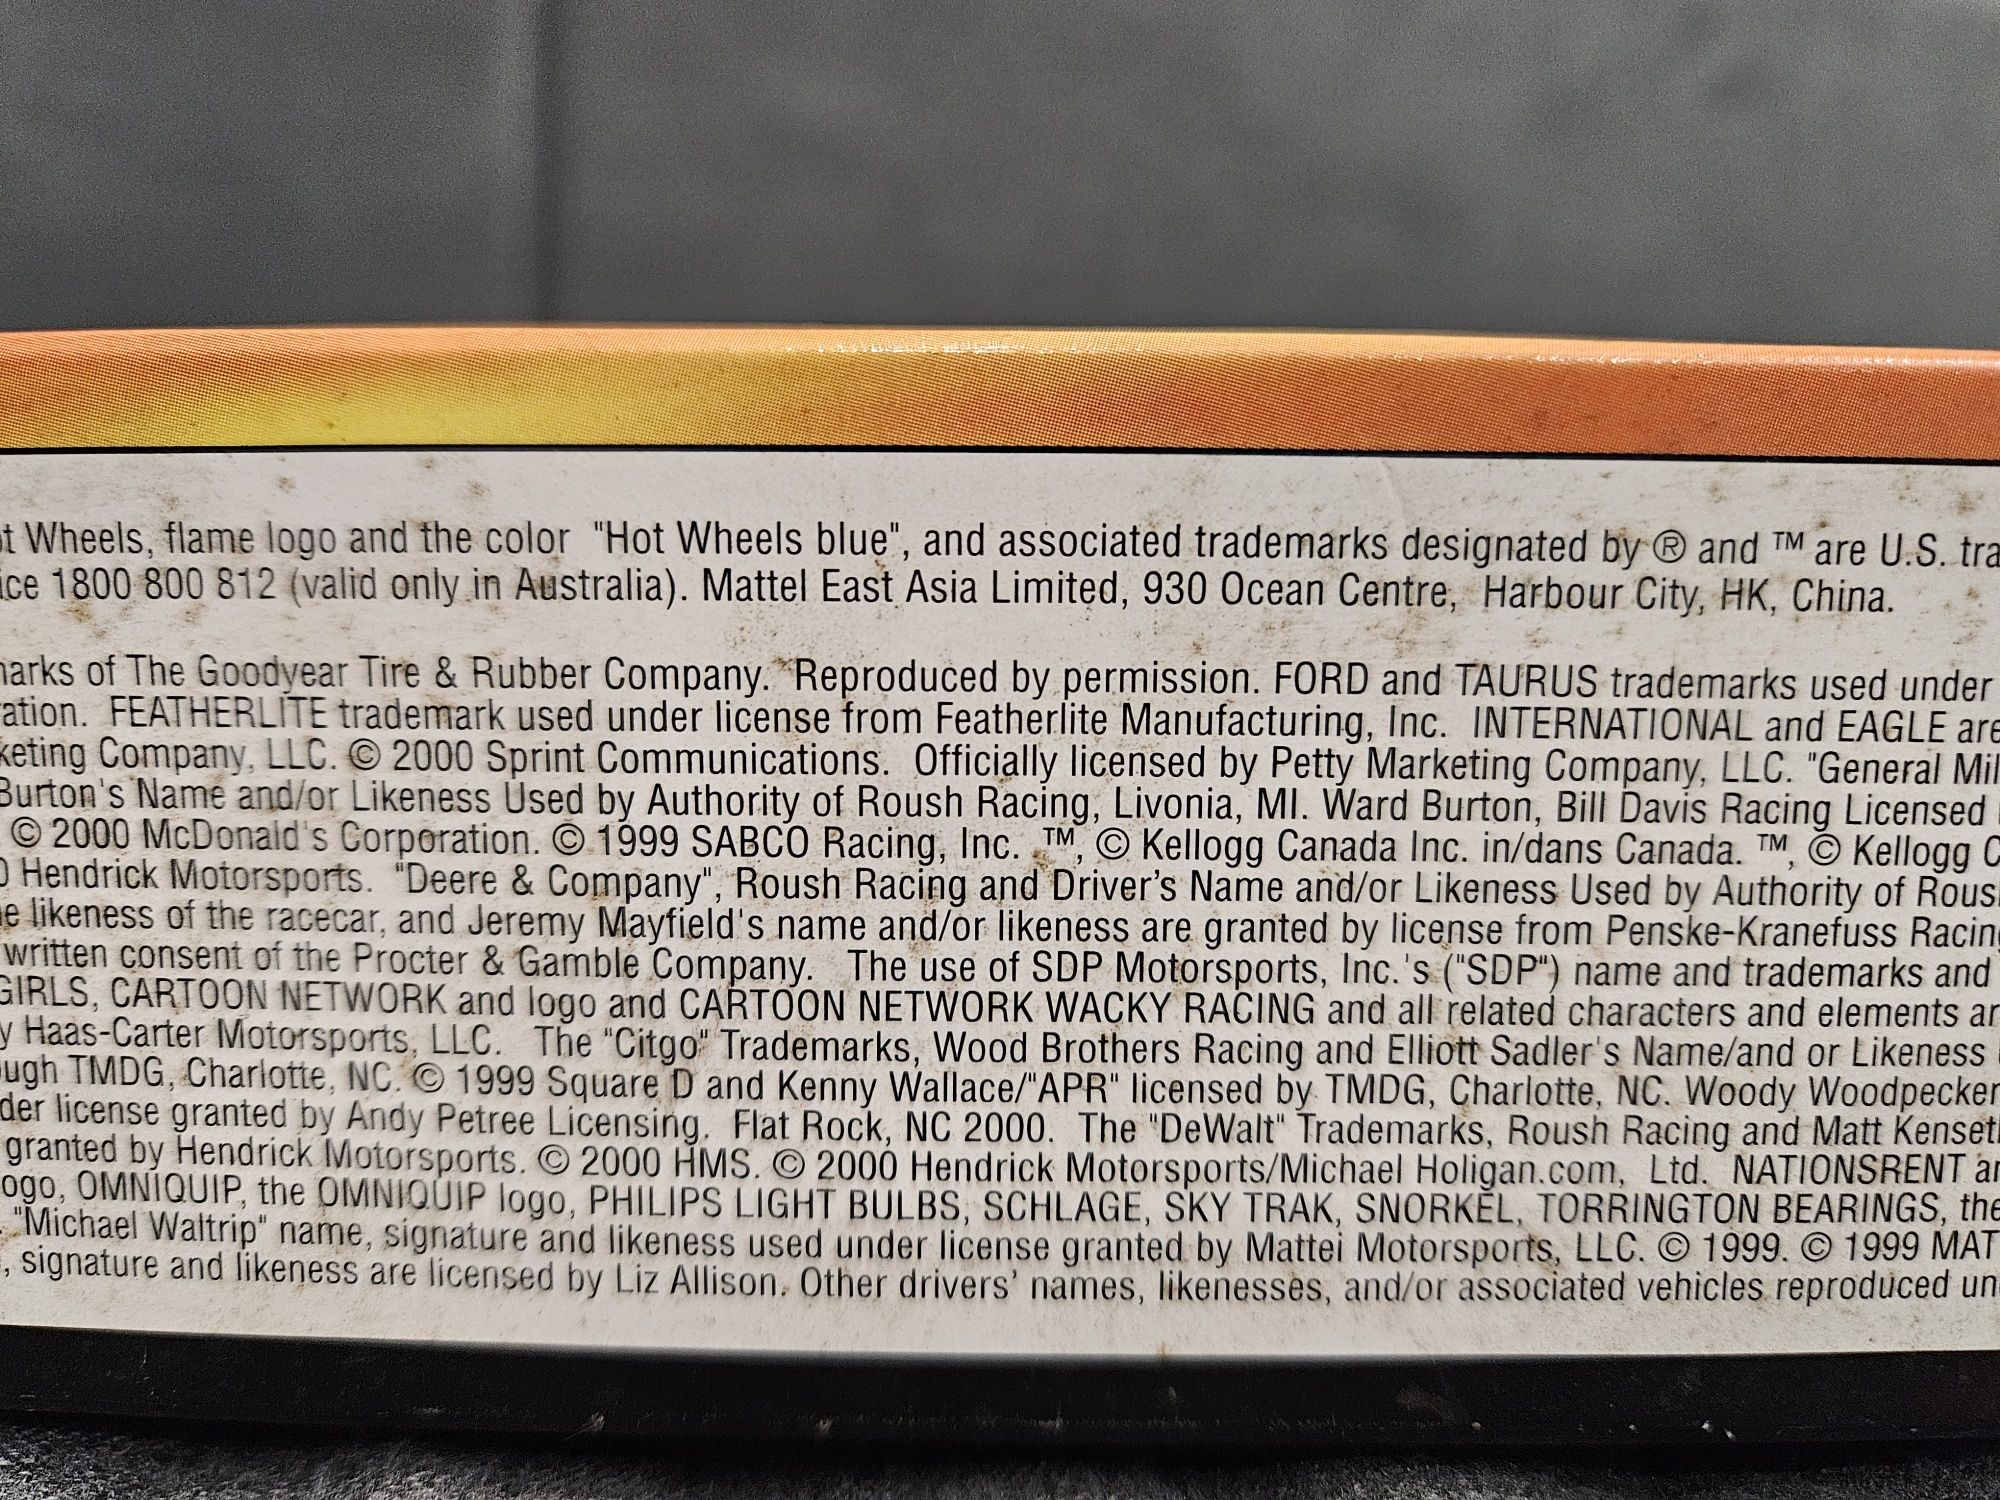 t Wheels, flame logo and the color "Hot Wheels blue", and associated trademarks designated by ® and ™ are U.S. tra
ice 1800 800 812 (valid only in Australia). Mattel East Asia Limited, 930 Ocean Centre, Harbour City, HK, China.
arks of The Goodyear Tire & Rubber Company. Reproduced by permission. FORD and TAURUS trademarks used under
ation. FEATHERLITE trademark used under license from Featherlite Manufacturing, Inc. INTERNATIONAL and EAGLE are
keting Company, LLC. © 2000 Sprint Communications. Officially licensed by Petty Marketing Company, LLC. "General Mil
Burton's Name and/or Likeness Used by Authority of Roush Racing, Livonia, MI. Ward Burton, Bill Davis Racing Licensed
© 2000 McDonald's Corporation. © 1999 SABCO Racing, Inc. ™, © Kellogg Canada Inc. in/dans Canada. ™, © Kellogg C
0 Hendrick Motorsports. "Deere & Company", Roush Racing and Driver's Name and/or Likeness Used by Authority of Rous
e likeness of the racecar, and Jeremy Mayfield's name and/or likeness are granted by license from Penske-Kranefuss Racing
written consent of the Procter & Gamble Company. The use of SDP Motorsports, Inc.'s ("SDP") name and trademarks and
GIRLS, CARTOON NETWORK and logo and CARTOON NETWORK WACKY RACING and all related characters and elements ar
y Haas-Carter Motorsports, LLC. The "Citgo" Trademarks, Wood Brothers Racing and Elliott Sadler's Name/and or Likeness
ugh TMDG, Charlotte, NC. © 1999 Square D and Kenny Wallace/"APR" licensed by TMDG, Charlotte, NC. Woody Woodpecker
der license granted by Andy Petree Licensing. Flat Rock, NC 2000. The "DeWalt" Trademarks, Roush Racing and Matt Kenset
granted by Hendrick Motorsports. © 2000 HMS. © 2000 Hendrick Motorsports/Michael Holigan.com, Ltd. NATIONSRENT an
ogo, OMNIQUIP, the OMNIQUIP logo, PHILIPS LIGHT BULBS, SCHLAGE, SKY TRAK, SNORKEL, TORRINGTON BEARINGS, the
. "Michael Waltrip" name, signature and likeness used under license granted by Mattei Motorsports, LLC. © 1999. © 1999 MAT
, signature and likeness are licensed by Liz Allison. Other drivers' names, likenesses, and/or associated vehicles reproduced un